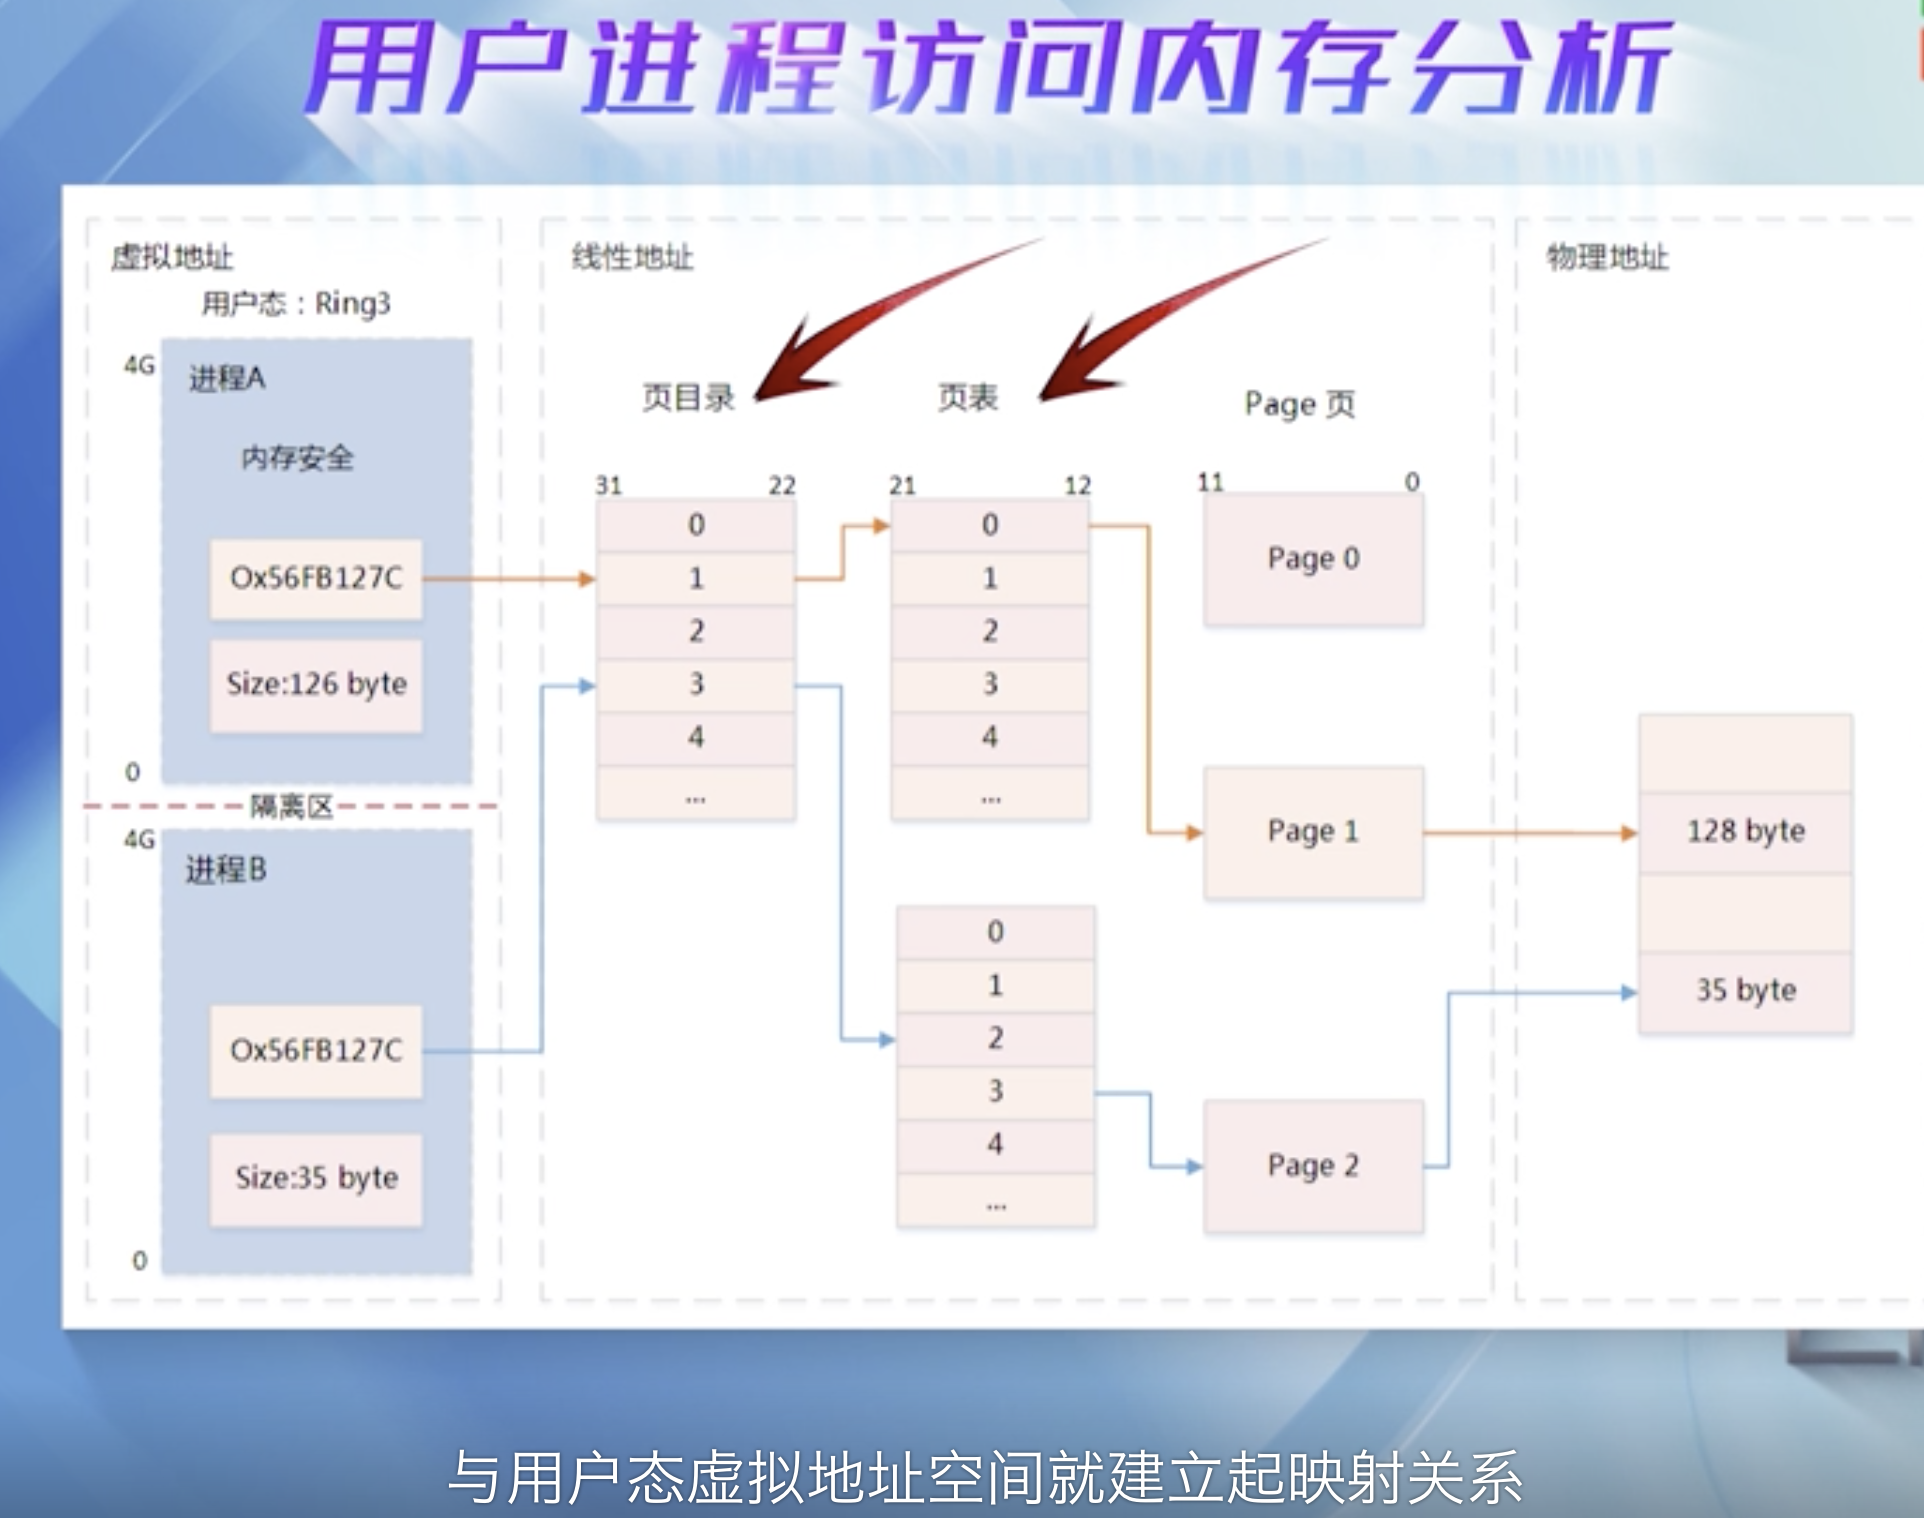 用户进程访问内存分析
虚拟地址
用户态：Ring3
4G
进程A
内存安全
Ox56FB127C
Size:126 byte
0
隔离区
4G
进程B
Ox56FB127C
Size:35 byte
0
线性地址
页目录
31 22
0
1
2
3
4
...
页表
21 12
0
1
2
3
4
...
0
1
2
3
4
...
Page 页
11 0
Page 0
Page 1
Page 2
物理地址
128 byte
35 byte
与用户态虚拟地址空间就建立起映射关系